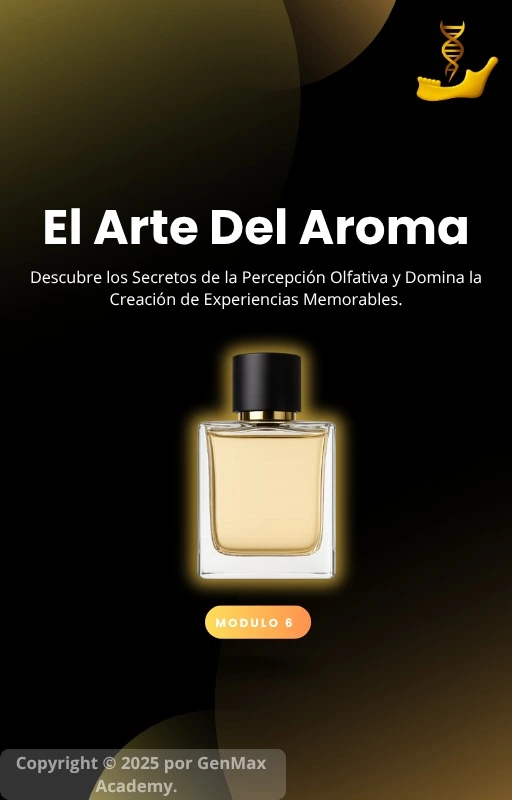 El Arte Del Aroma
Descubre los Secretos de la Percepción Olfativa y Domina la
Creación de Experiencias Memorables.
MODULO 6
Copyright © 2025 por GenMax
Academy.